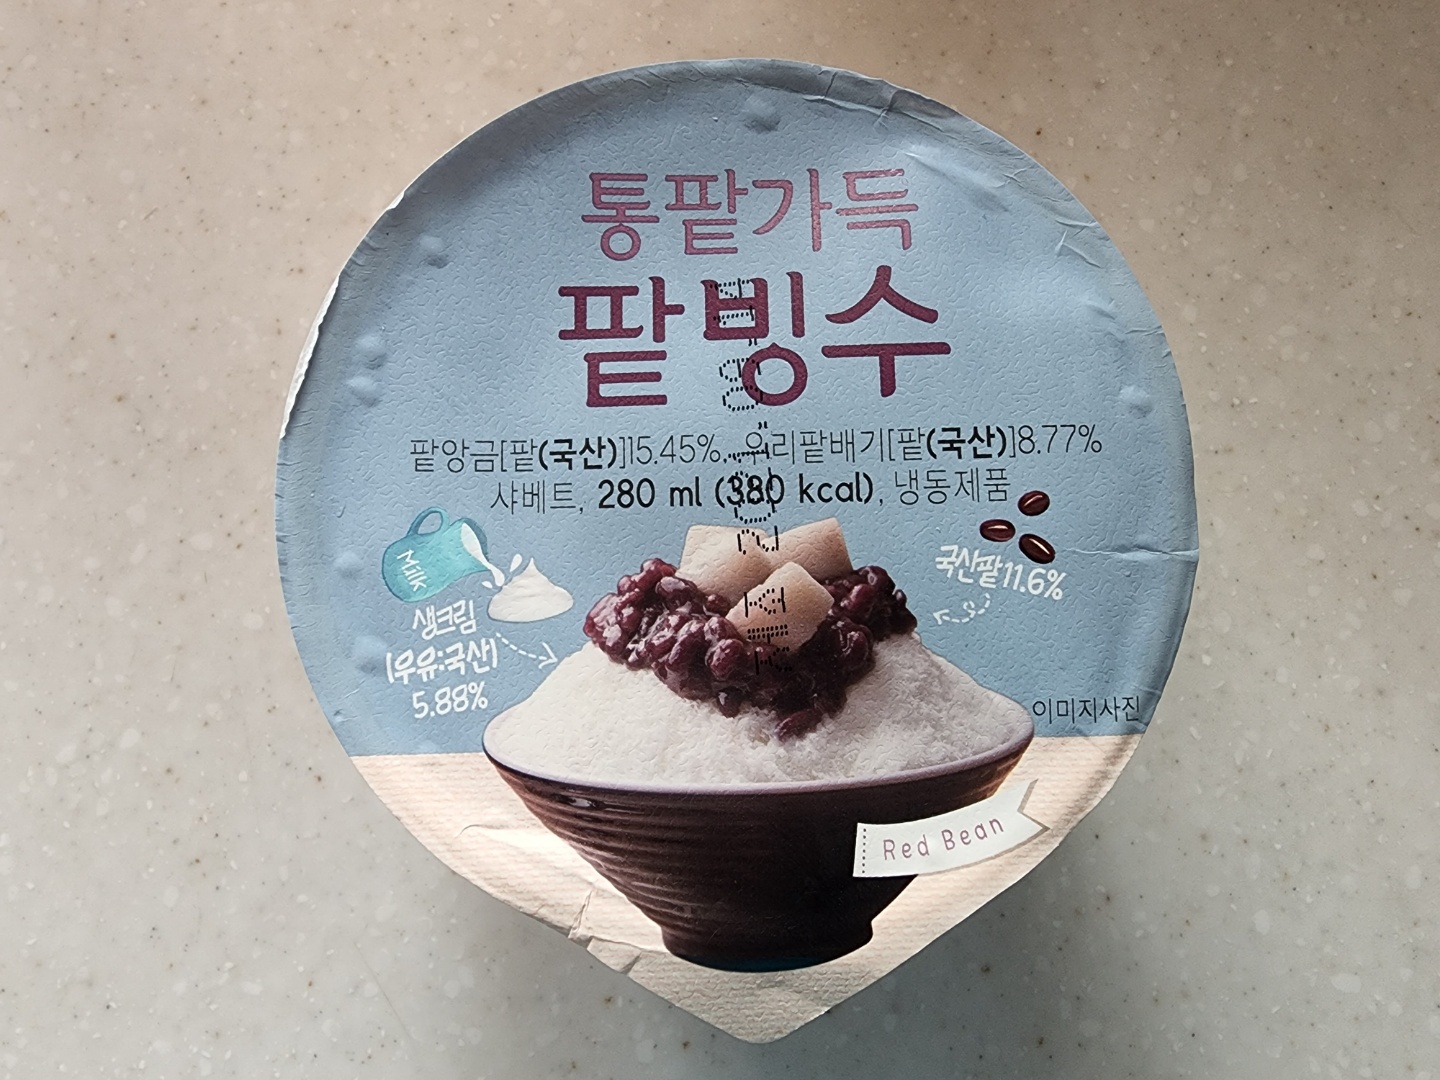 통팥가득
팥빙수
팥앙금[팥(국산)]15.45%, 우리팥배기[팥(국산)]8.77%
샤베트, 280 ml (380 kcal), 냉동제품
Milk
생크림
(우유:국산)
5.88%
국산팥11.6%
이미지사진
Red Bean
제조